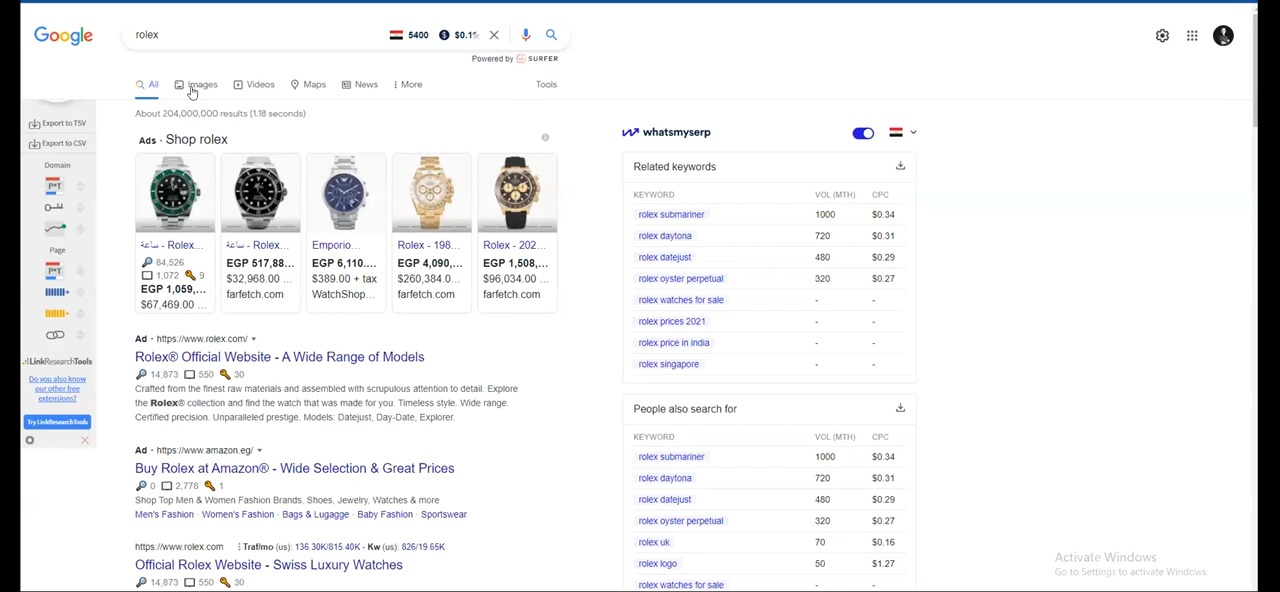 Google
rolex
5400
$0.1
Powered by SURFER
All
Images
Videos
Maps
News
More
Tools
About 204,000,000 results (1.18 seconds)
Export to TSV
Export to CSV
Domain
Page
LinkResearchTools
Do you also know
our other free
extensions?
Try LinkResearchTools
Ads · Shop rolex
ساعة - Rolex...
84,526
1,072 9
EGP 1,059,...
$67,469.00 ...
ساعة - Rolex...
EGP 517,88...
$32,968.00 ...
farfetch.com
Emporio...
EGP 6,110....
$389.00 + tax
WatchShop...
Rolex - 198...
EGP 4,090,...
$260,384.0...
farfetch.com
Rolex - 202...
EGP 1,508,...
$96,034.00 ...
farfetch.com
Ad · https://www.rolex.com/
Rolex® Official Website - A Wide Range of Models
14,873 550 30
Crafted from the finest raw materials and assembled with scrupulous attention to detail. Explore
the Rolex® collection and find the watch that was made for you. Timeless style. Wide range.
Certified precision. Unparalleled prestige. Models: Datejust, Day-Date, Explorer.
Ad · https://www.amazon.eg/
Buy Rolex at Amazon® - Wide Selection & Great Prices
0 2,778 1
Shop Top Men & Women Fashion Brands, Shoes, Jewelry, Watches & more
Men's Fashion · Women's Fashion · Bags & Lugagge · Baby Fashion · Sportswear
https://www.rolex.com Traf/mo (us): 136.30K/815.40K - Kw (us): 826/19.65K
Official Rolex Website - Swiss Luxury Watches
14,873 550 30
whatsmyserp
Related keywords
KEYWORD VOL (MTH) CPC
rolex submariner 1000 $0.34
rolex daytona 720 $0.31
rolex datejust 480 $0.29
rolex oyster perpetual 320 $0.27
rolex watches for sale - -
rolex prices 2021 - -
rolex price in india - -
rolex singapore - -
People also search for
KEYWORD VOL (MTH) CPC
rolex submariner 1000 $0.34
rolex daytona 720 $0.31
rolex datejust 480 $0.29
rolex oyster perpetual 320 $0.27
rolex uk 70 $0.16
rolex logo 50 $1.27
rolex watches for sale - -
Activate Windows
Go to Settings to activate Windows.